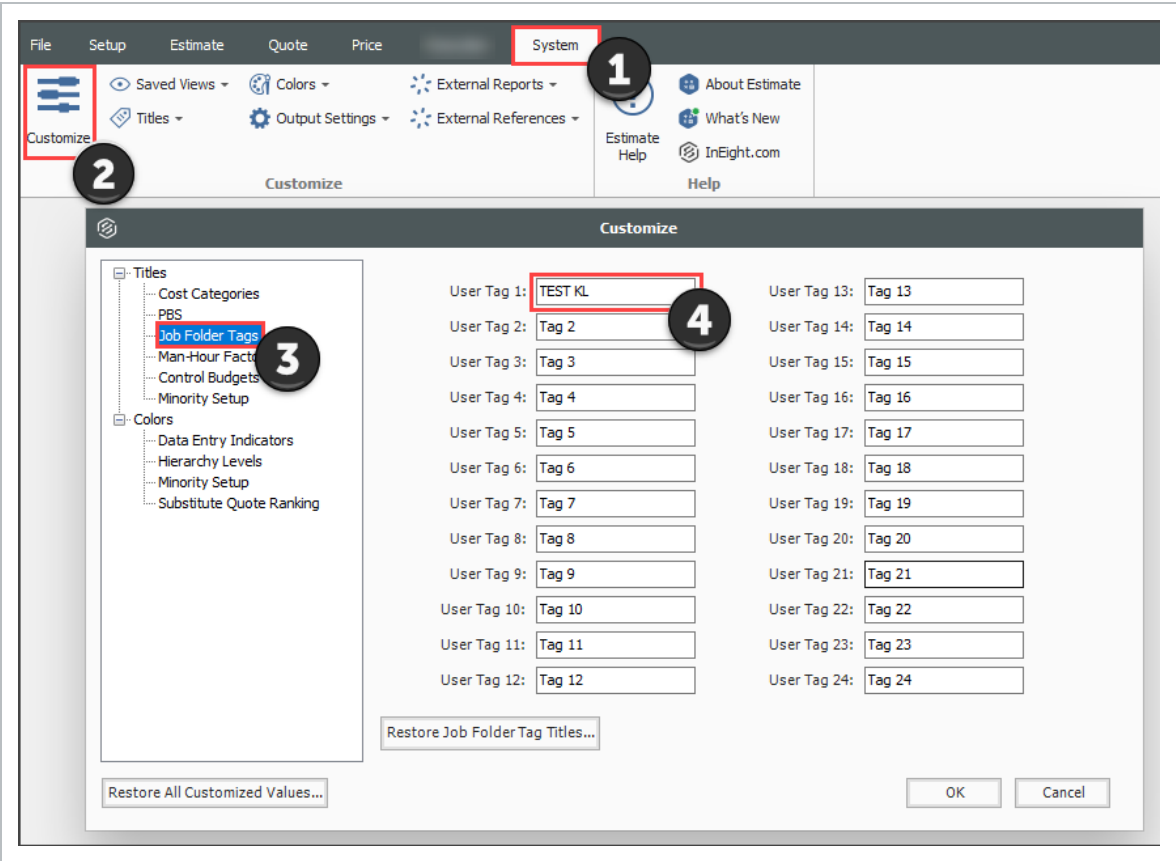 File Setup Estimate Quote Price System
1
Saved Views Colors External Reports About Estimate
Titles Output Settings External References What's New
Customize Estimate Help InEight.com
2
Customize Help
Customize
Titles
Cost Categories
PBS
Job Folder Tags
3
Man-Hour
Control Budgets
Minority Setup
Colors
Data Entry Indicators
Hierarchy Levels
Minority Setup
Substitute Quote Ranking
User Tag 1: TEST KL
4
User Tag 2: Tag 2
User Tag 3: Tag 3
User Tag 4: Tag 4
User Tag 5: Tag 5
User Tag 6: Tag 6
User Tag 7: Tag 7
User Tag 8: Tag 8
User Tag 9: Tag 9
User Tag 10: Tag 10
User Tag 11: Tag 11
User Tag 12: Tag 12
User Tag 13: Tag 13
User Tag 14: Tag 14
User Tag 15: Tag 15
User Tag 16: Tag 16
User Tag 17: Tag 17
User Tag 18: Tag 18
User Tag 19: Tag 19
User Tag 20: Tag 20
User Tag 21: Tag 21
User Tag 22: Tag 22
User Tag 23: Tag 23
User Tag 24: Tag 24
Restore Job Folder Tag Titles...
Restore All Customized Values... OK Cancel